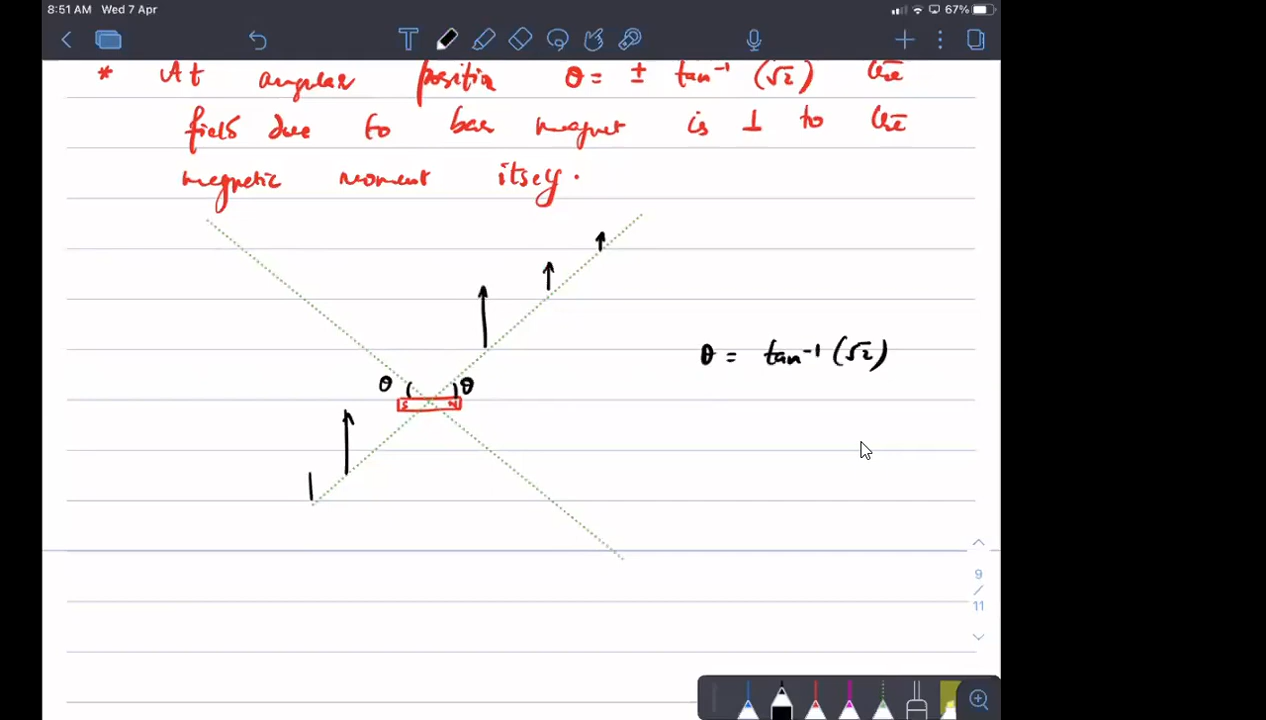 8:51 AM Wed 7 Apr 67%
* At angular position θ = ± tan⁻¹ (√2) the
field due to bar magnet is ⊥ to the
magnetic moment itself.
θ θ
S N
θ = tan⁻¹ (√2)
9
/
11